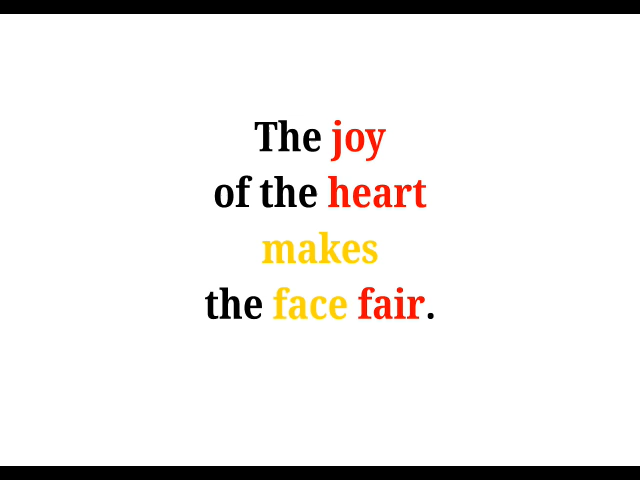 The joy
of the heart
makes
the face fair.